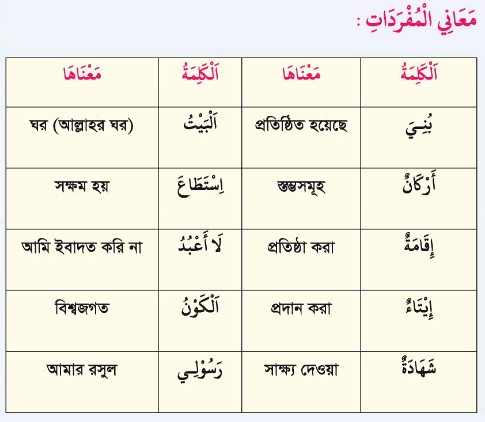 مَعَانِي الْمُفْرَدَاتِ :
اَلْكَلِمَةُ مَعْنَاهَا اَلْكَلِمَةُ مَعْنَاهَا
بُنِيَ প্রতিষ্ঠিত হয়েছে اَلْبَيْتُ ঘর (আল্লাহর ঘর)
أَرْكَانٌ স্তম্ভসমূহ اِسْتَطَاعَ সক্ষম হয়
إِقَامَةٌ প্রতিষ্ঠা করা لَا أَعْبُدُ আমি ইবাদত করি না
إِيْتَاءٌ প্রদান করা اَلْكَوْنُ বিশ্বজগত
شَهَادَةٌ সাক্ষ্য দেওয়া رَسُوْلِي আমার রসুল